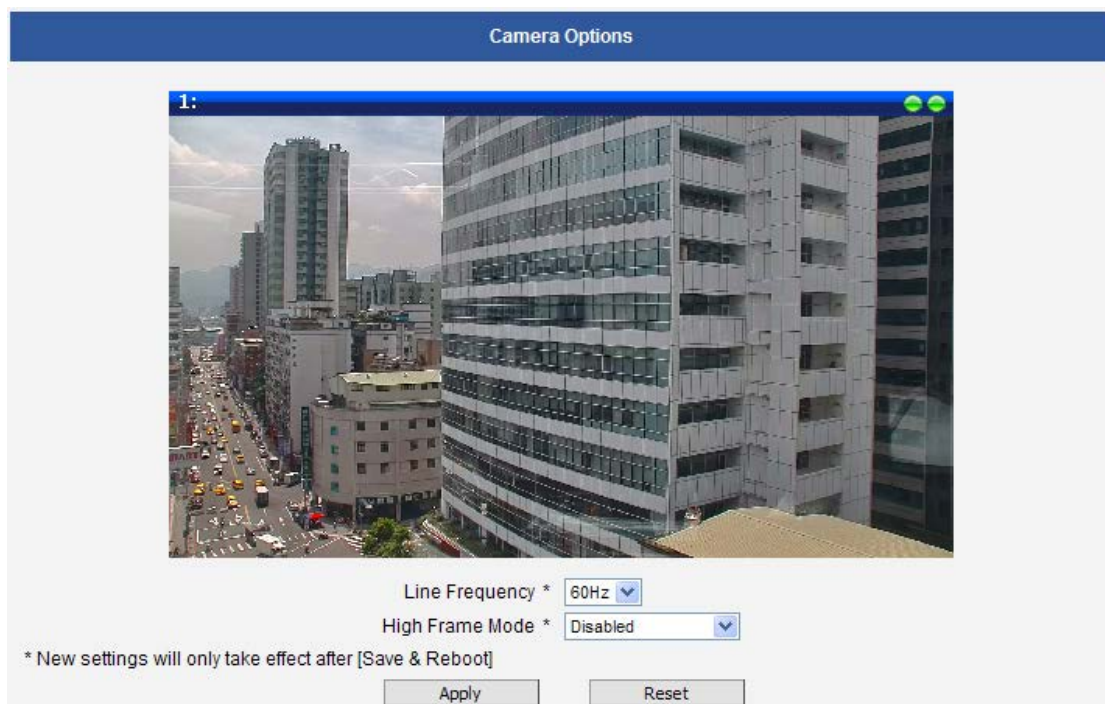 Camera Options
1:
Line Frequency * 60Hz
High Frame Mode * Disabled
* New settings will only take effect after [Save & Reboot]
Apply Reset